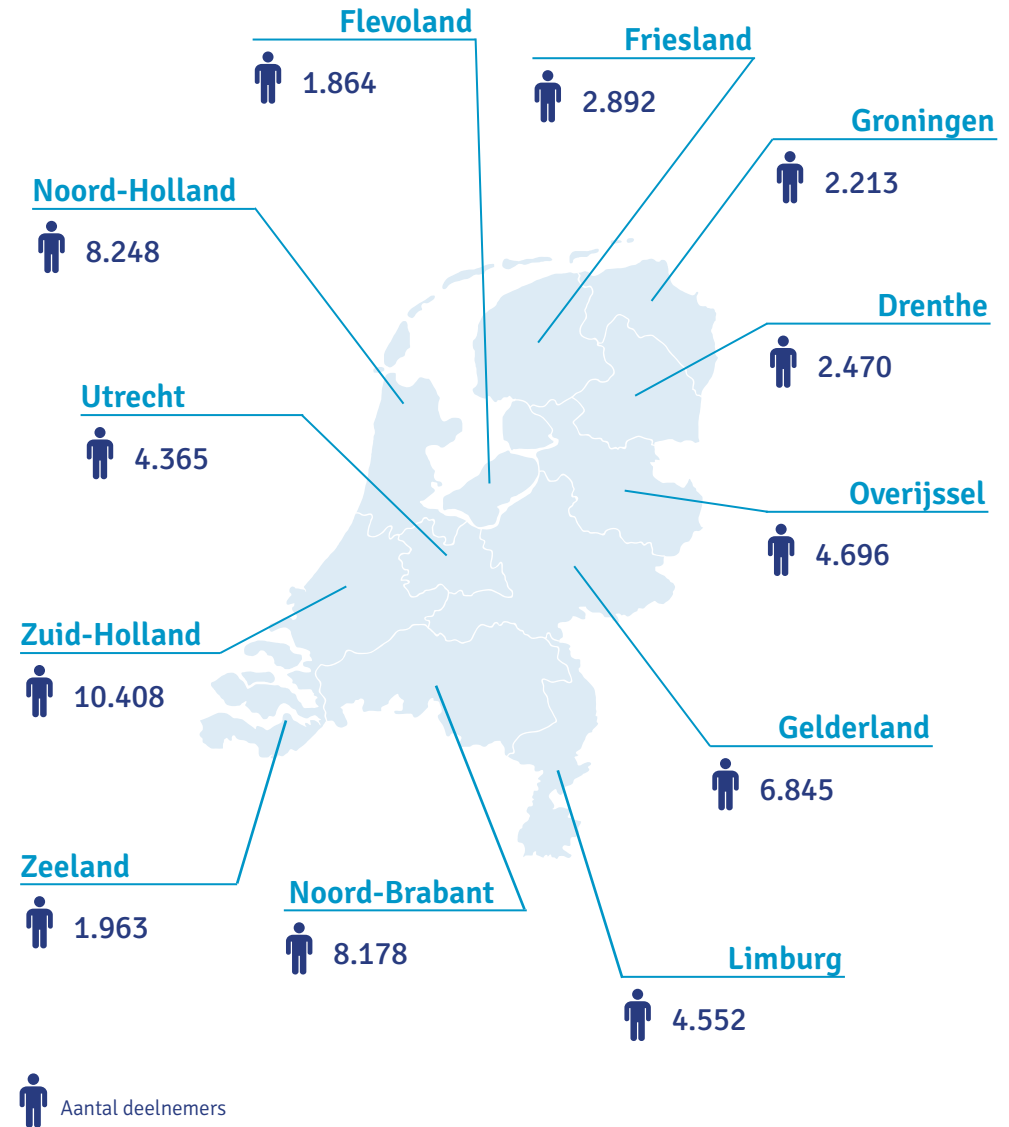 Flevoland
1.864
Friesland
2.892
Groningen
2.213
Noord-Holland
8.248
Drenthe
2.470
Utrecht
4.365
Overijssel
4.696
Zuid-Holland
10.408
Gelderland
6.845
Zeeland
1.963
Noord-Brabant
8.178
Limburg
4.552
Aantal deelnemers